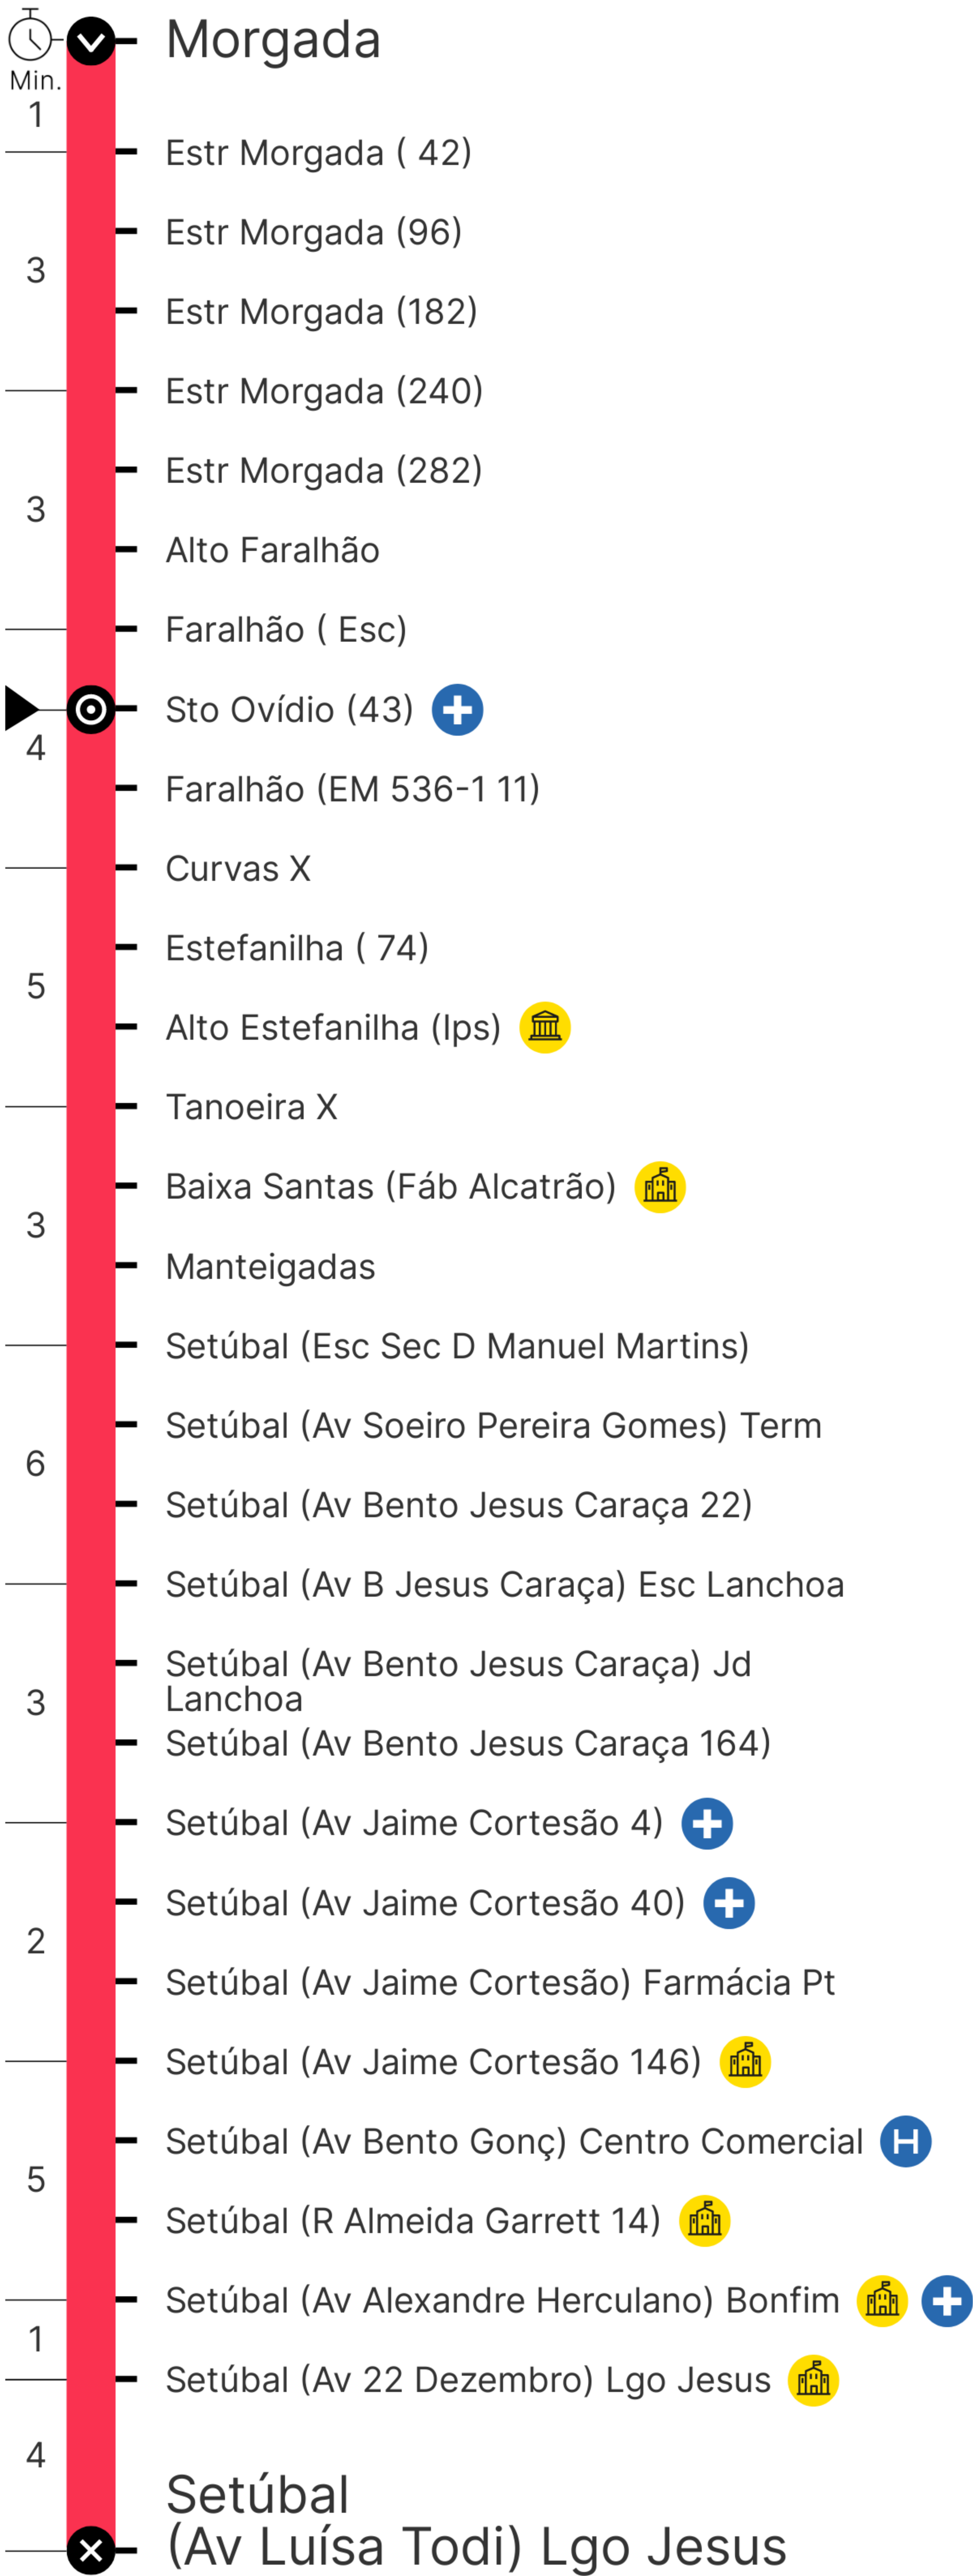 Morgada
Min.
1
Estr Morgada ( 42)
Estr Morgada (96)
3
Estr Morgada (182)
Estr Morgada (240)
Estr Morgada (282)
3
Alto Faralhão
Faralhão ( Esc)
Sto Ovídio (43)
4
Faralhão (EM 536-1 11)
Curvas X
Estefanilha ( 74)
5
Alto Estefanilha (Ips)
Tanoeira X
Baixa Santas (Fáb Alcatrão)
3
Manteigadas
Setúbal (Esc Sec D Manuel Martins)
Setúbal (Av Soeiro Pereira Gomes) Term
6
Setúbal (Av Bento Jesus Caraça 22)
Setúbal (Av B Jesus Caraça) Esc Lanchoa
Setúbal (Av Bento Jesus Caraça) Jd
Lanchoa
3
Setúbal (Av Bento Jesus Caraça 164)
Setúbal (Av Jaime Cortesão 4)
Setúbal (Av Jaime Cortesão 40)
2
Setúbal (Av Jaime Cortesão) Farmácia Pt
Setúbal (Av Jaime Cortesão 146)
Setúbal (Av Bento Gonç) Centro Comercial H
5
Setúbal (R Almeida Garrett 14)
Setúbal (Av Alexandre Herculano) Bonfim
1
Setúbal (Av 22 Dezembro) Lgo Jesus
4
Setúbal
(Av Luísa Todi) Lgo Jesus